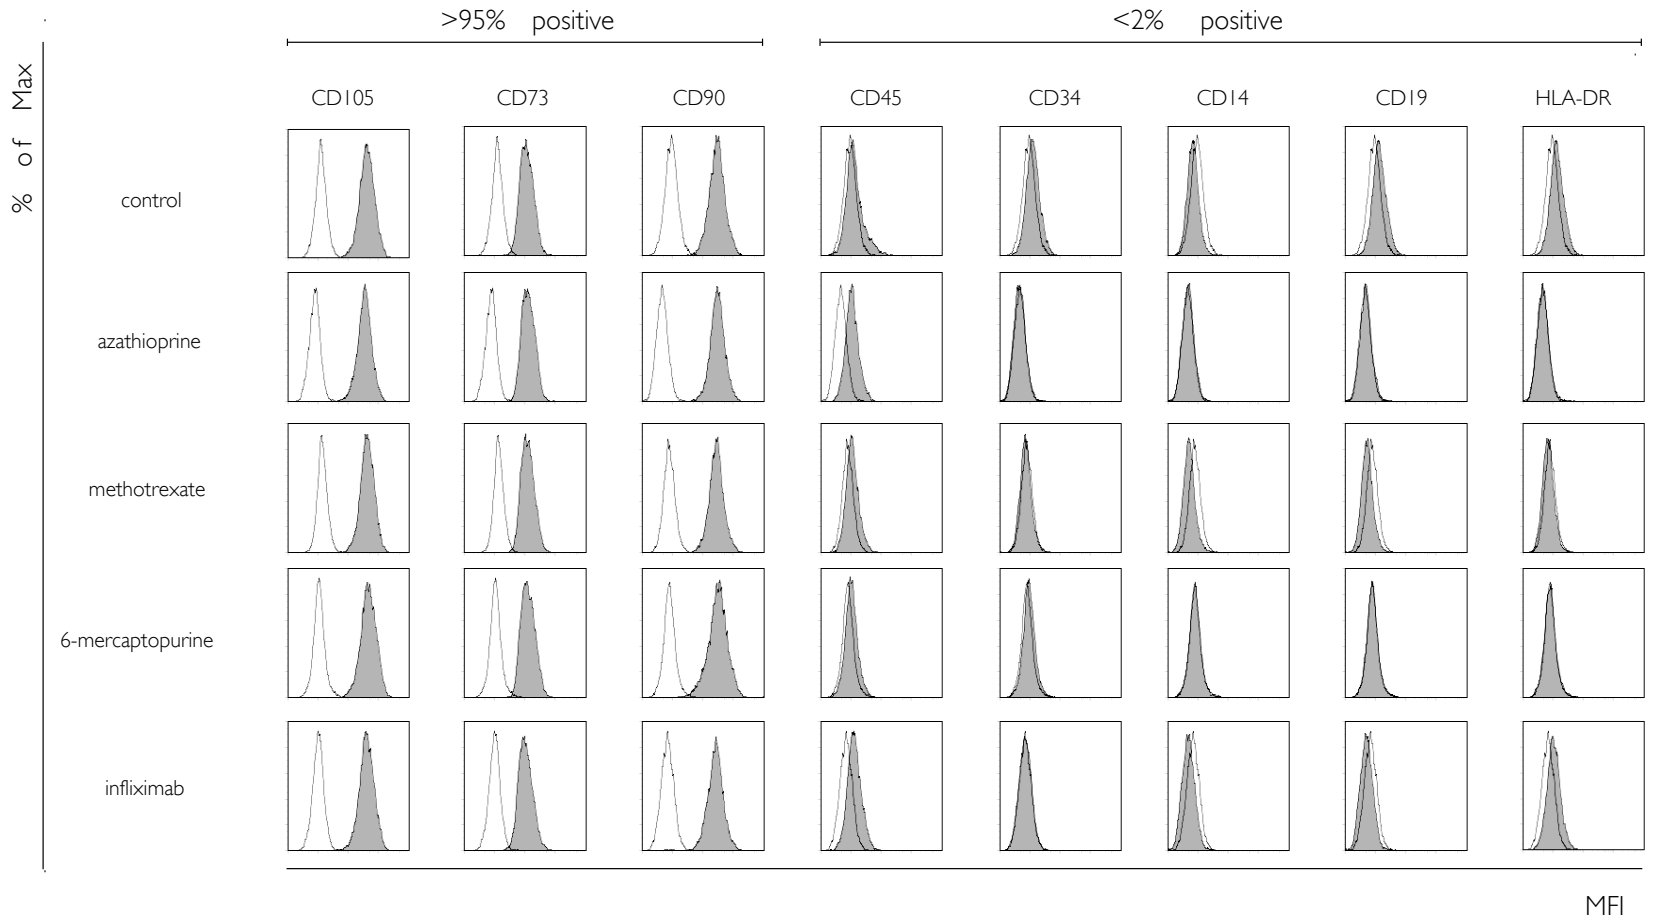 >95% positive
<2% positive
% of Max
CD105 CD73 CD90 CD45 CD34 CD14 CD19 HLA-DR
control
azathioprine
methotrexate
6-mercaptopurine
infliximab
MFI